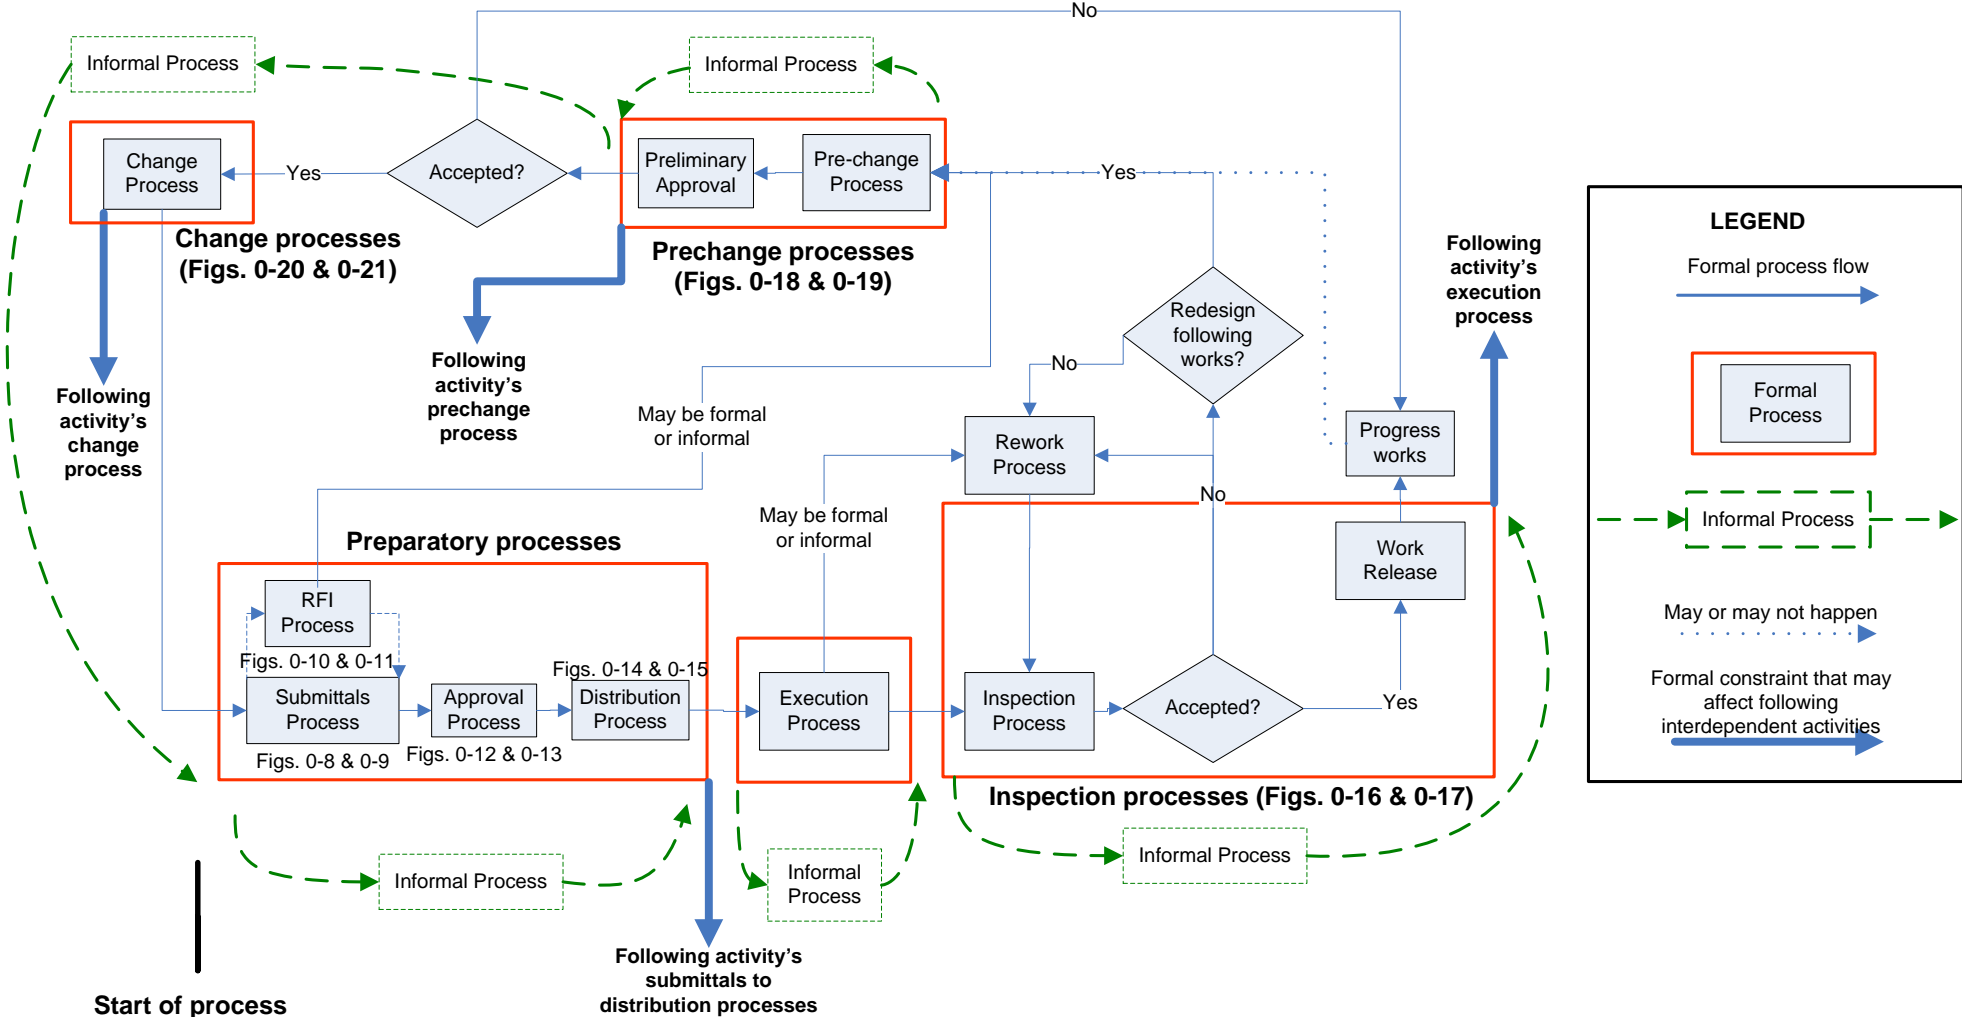 No
Informal Process
Informal Process
Change
Process
Yes
Accepted?
Preliminary
Approval
Pre-change
Process
Yes
Change processes
(Figs. 0-20 & 0-21)
Prechange processes
(Figs. 0-18 & 0-19)
Following
activity’s
execution
process
Redesign
following
works?
No
Following
activity’s
change
process
Following
activity’s
prechange
process
May be formal
or informal
Rework
Process
Progress
works
No
May be formal
or informal
Preparatory processes
Work
Release
RFI
Process
Figs. 0-10 & 0-11
Figs. 0-14 & 0-15
Submittals
Process
Approval
Process
Distribution
Process
Execution
Process
Inspection
Process
Accepted?
Yes
Figs. 0-8 & 0-9
Figs. 0-12 & 0-13
Inspection processes (Figs. 0-16 & 0-17)
Informal Process
Informal Process
Informal
Process
Following activity’s
submittals to
distribution processes
Start of process
LEGEND
Formal process flow
Formal
Process
Informal Process
May or may not happen
Formal constraint that may
affect following
interdependent activities